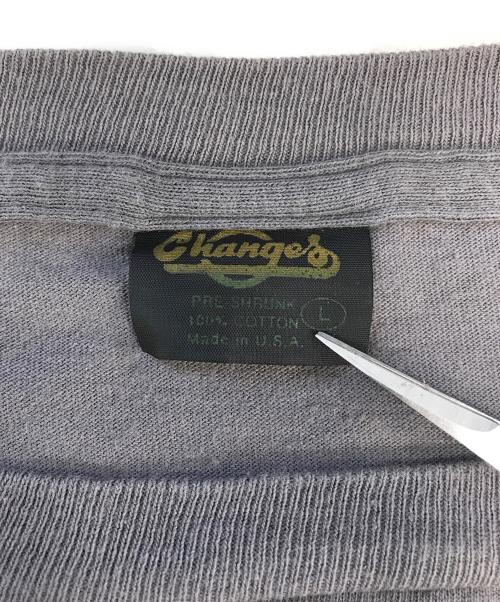 Changes
PRE-SHRUNK
100% COTTON L
Made in U.S.A.